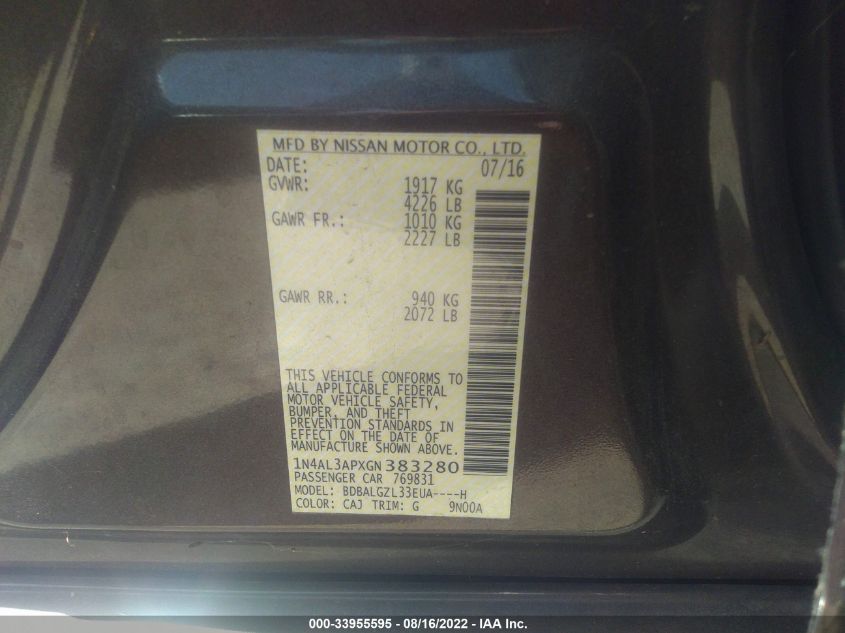 MFD BY NISSAN MOTOR CO., LTD.
DATE: 07/16
GVWR: 1917 KG
4226 LB
GAWR FR.: 1010 KG
2227 LB
GAWR RR.: 940 KG
2072 LB
THIS VEHICLE CONFORMS TO
ALL APPLICABLE FEDERAL
MOTOR VEHICLE SAFETY,
BUMPER, AND THEFT
PREVENTION STANDARDS IN
EFFECT ON THE DATE OF
MANUFACTURE SHOWN ABOVE.
1N4AL3APXGN383280
PASSENGER CAR 769831
MODEL: BDBALGZL33EUA----H
COLOR: CAJ TRIM: G 9N00A
000-33955595 - 08/16/2022 - IAA Inc.